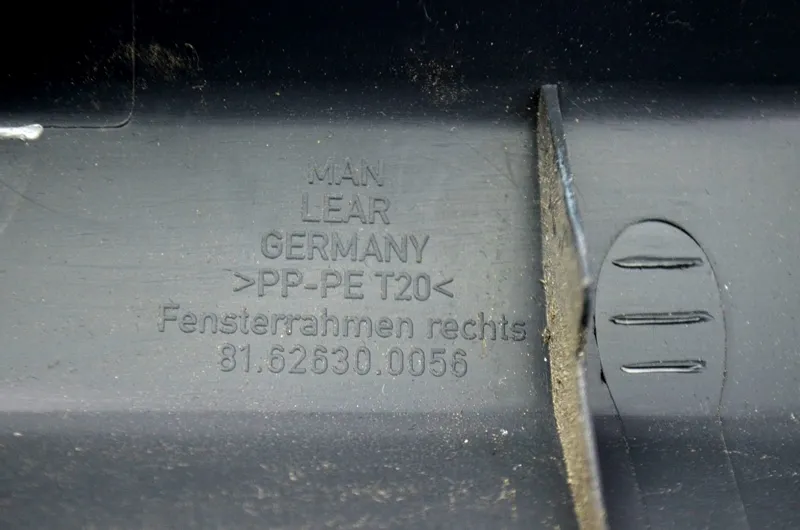 MAN
LEAR
GERMANY
>PP-PE T20<
Fensterrahmen rechts
81.62630.0056